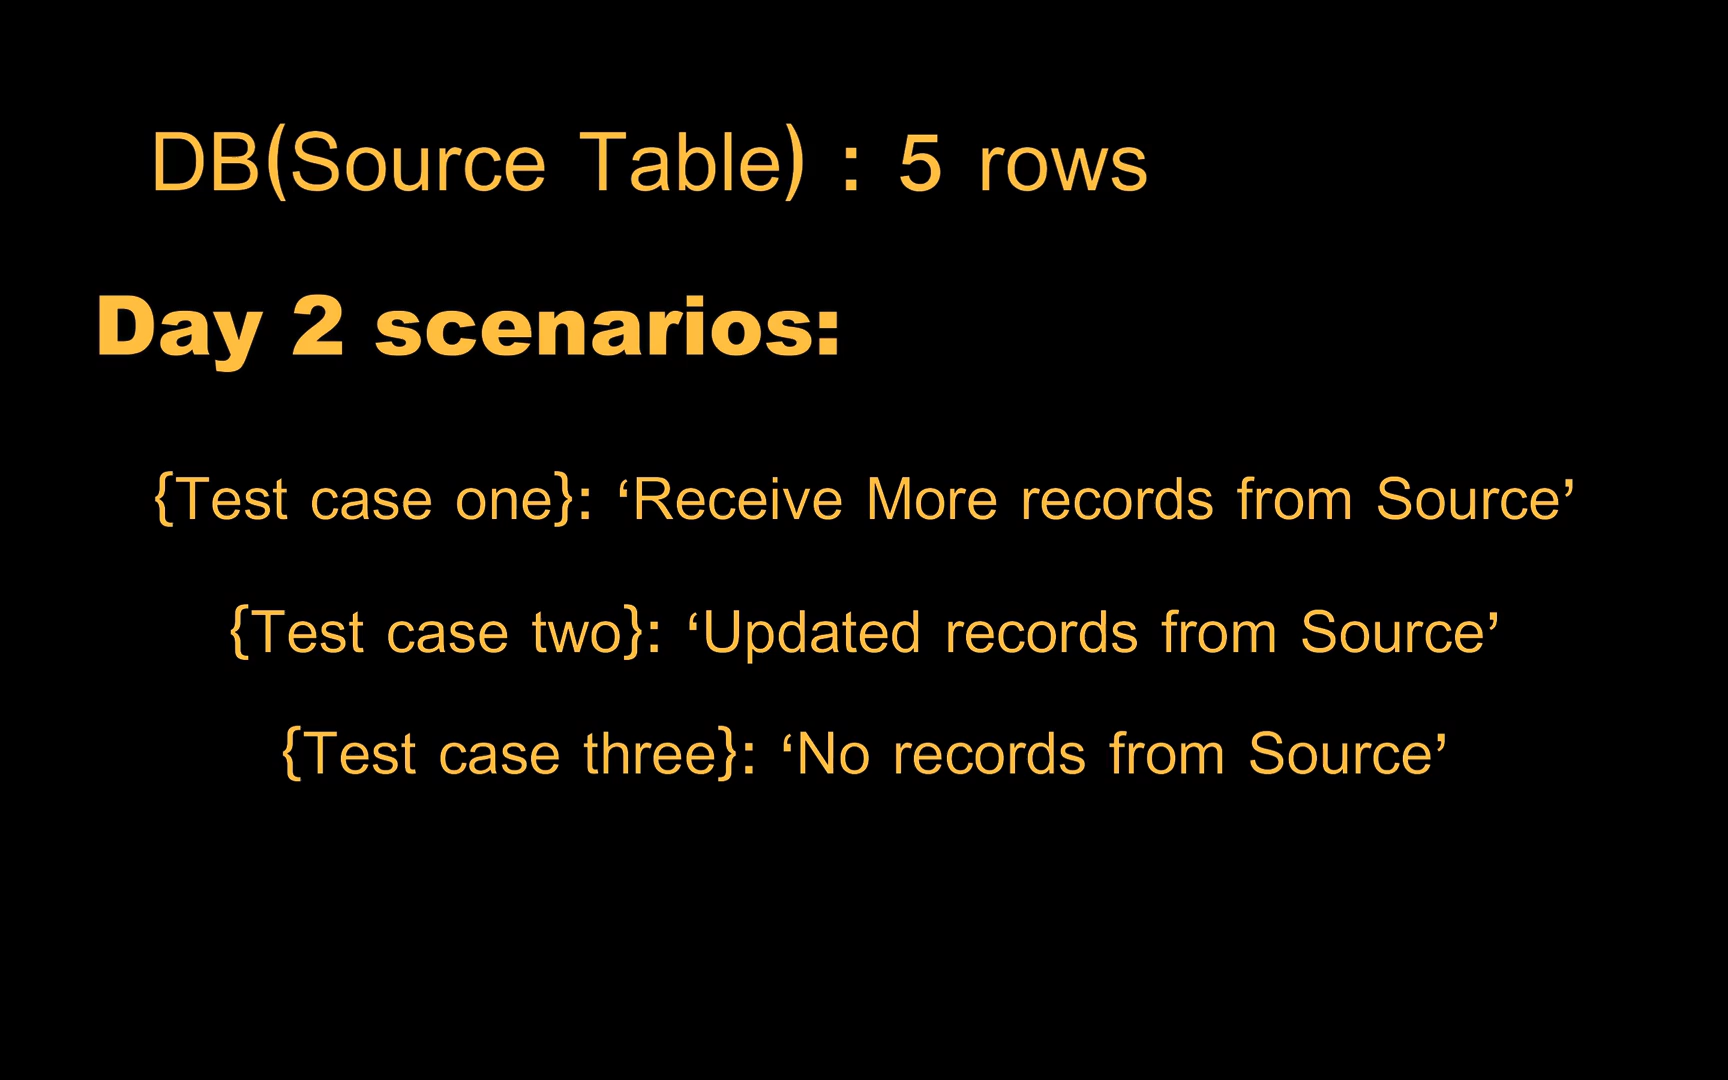 DB(Source Table) : 5 rows
Day 2 scenarios:
{Test case one}: ‘Receive More records from Source’
{Test case two}: ‘Updated records from Source’
{Test case three}: ‘No records from Source’